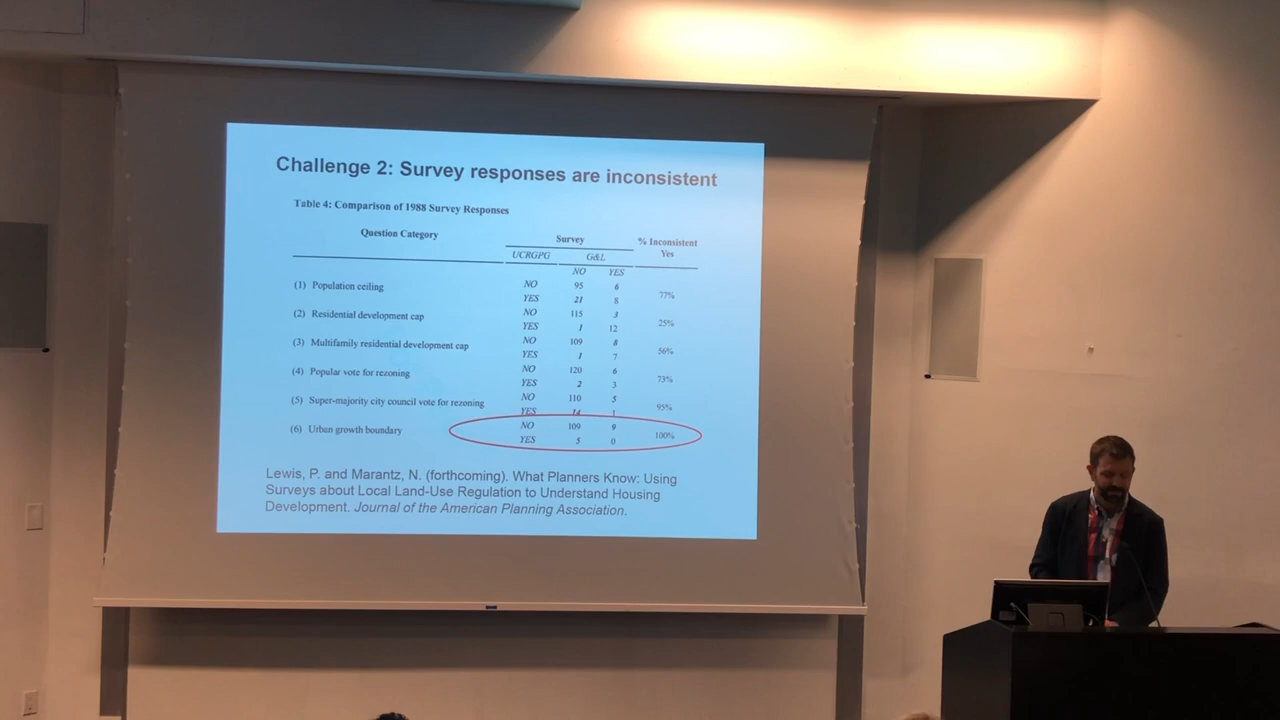 Challenge 2: Survey responses are inconsistent
Table 4: Comparison of 1988 Survey Responses
Question Category Survey % Inconsistent Yes
UCRGPG G&L
NO YES
(1) Population ceiling NO 95 6 77%
YES 21 8
(2) Residential development cap NO 115 3 25%
YES 1 12
(3) Multifamily residential development cap NO 109 8 56%
YES 1 7
(4) Popular vote for rezoning NO 120 6 73%
YES 2 3
(5) Super-majority city council vote for rezoning NO 110 5 95%
YES 14 1
(6) Urban growth boundary NO 109 9 100%
YES 5 0
Lewis, P. and Marantz, N. (forthcoming). What Planners Know: Using
Surveys about Local Land-Use Regulation to Understand Housing
Development. Journal of the American Planning Association.